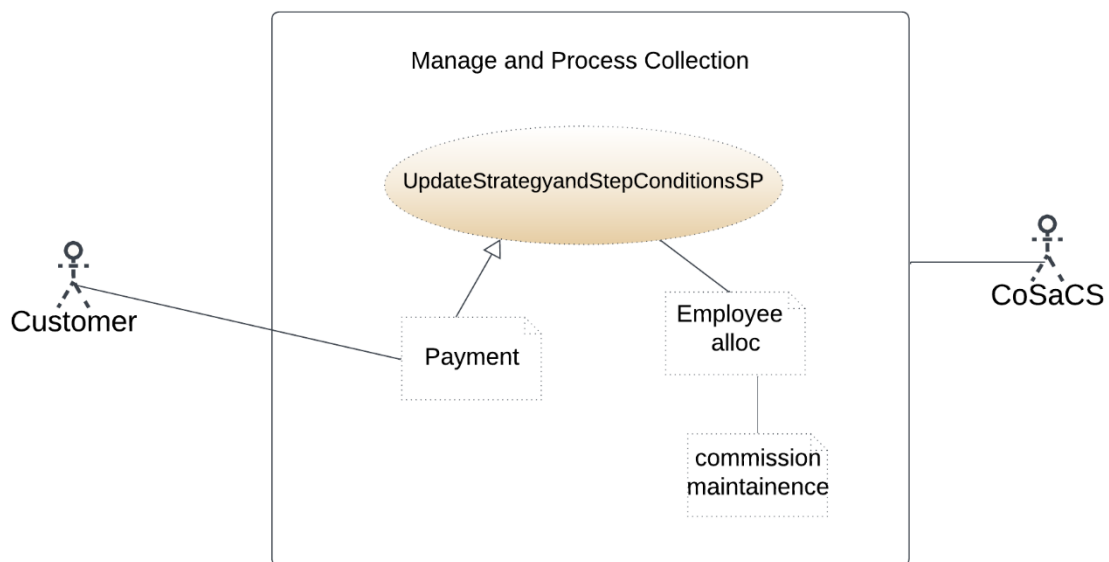 Manage and Process Collection
UpdateStrategyandStepConditionsSP
Customer
Payment
Employee
alloc
commission
maintainence
CoSaCS